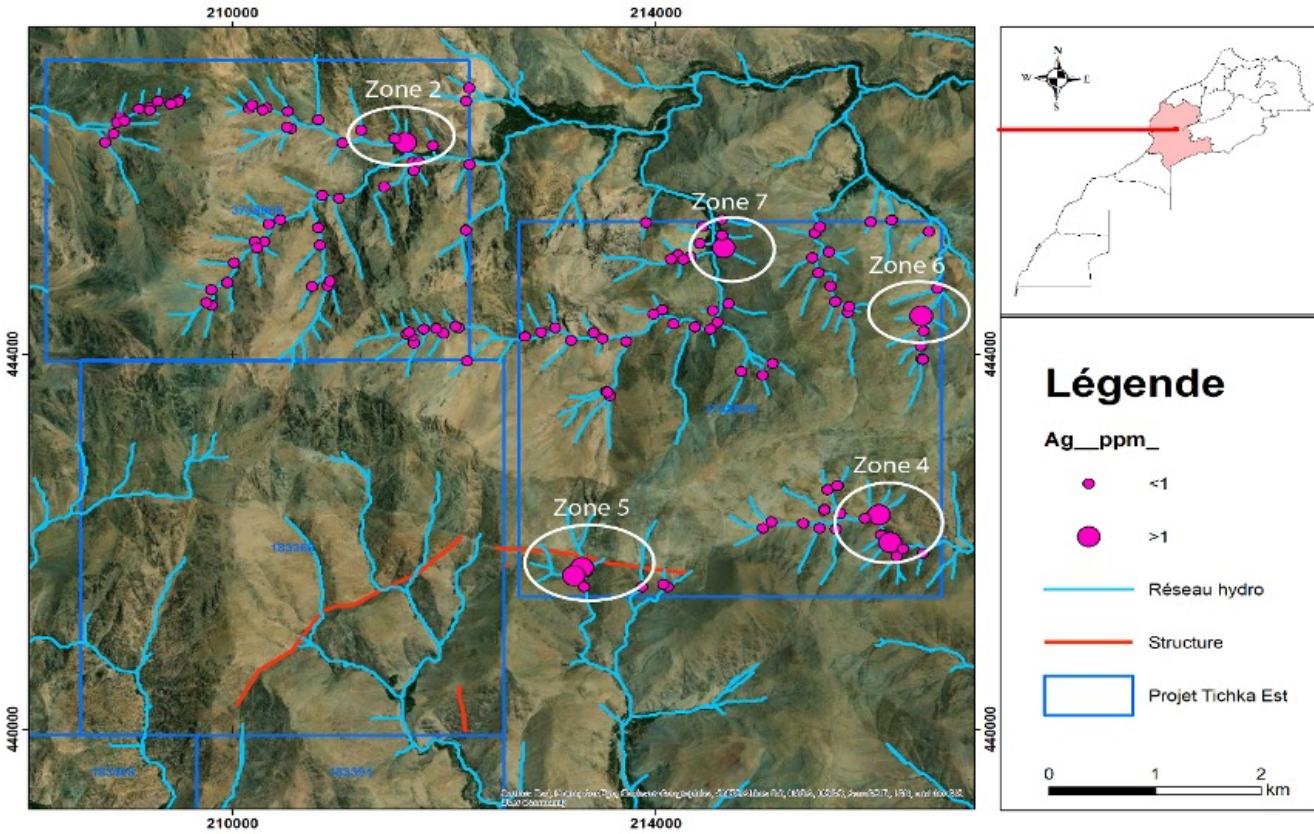 210000
214000
Zone 2
Zone 7
Zone 6
444000
444000
Zone 4
Zone 5
183394
440000
440000
210000
214000
N
W
E
S
Légende
Ag__ppm_
<1
>1
Réseau hydro
Structure
Projet Tichka Est
0
1
2
km